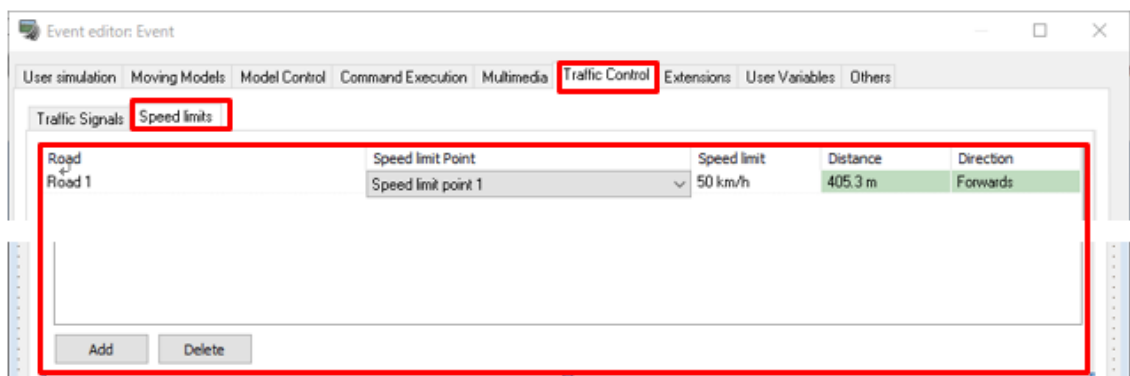 Event editor: Event
User simulation Moving Models Model Control Command Execution Multimedia Traffic Control Extensions User Variables Others
Traffic Signals Speed limits
Road Speed limit Point Speed limit Distance Direction
Road 1 Speed limit point 1 50 km/h 405.3 m Forwards
Add Delete